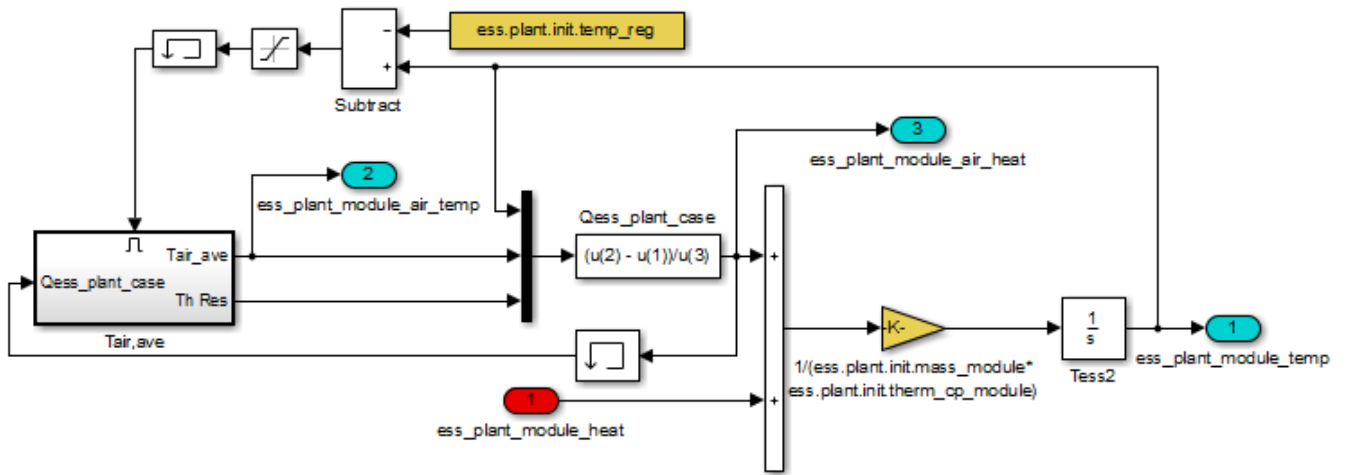 ess.plant.init.temp_reg
−
+
Subtract
3
ess_plant_module_air_heat
2
ess_plant_module_air_temp
Qess_plant_case
(u(2) - u(1))/u(3)
Tair_ave
Qess_plant_case
Th Res
Tair,ave
+
+
-K-
1/(ess.plant.init.mass_module*
ess.plant.init.therm_cp_module)
1
s
Tess2
1
ess_plant_module_temp
1
ess_plant_module_heat